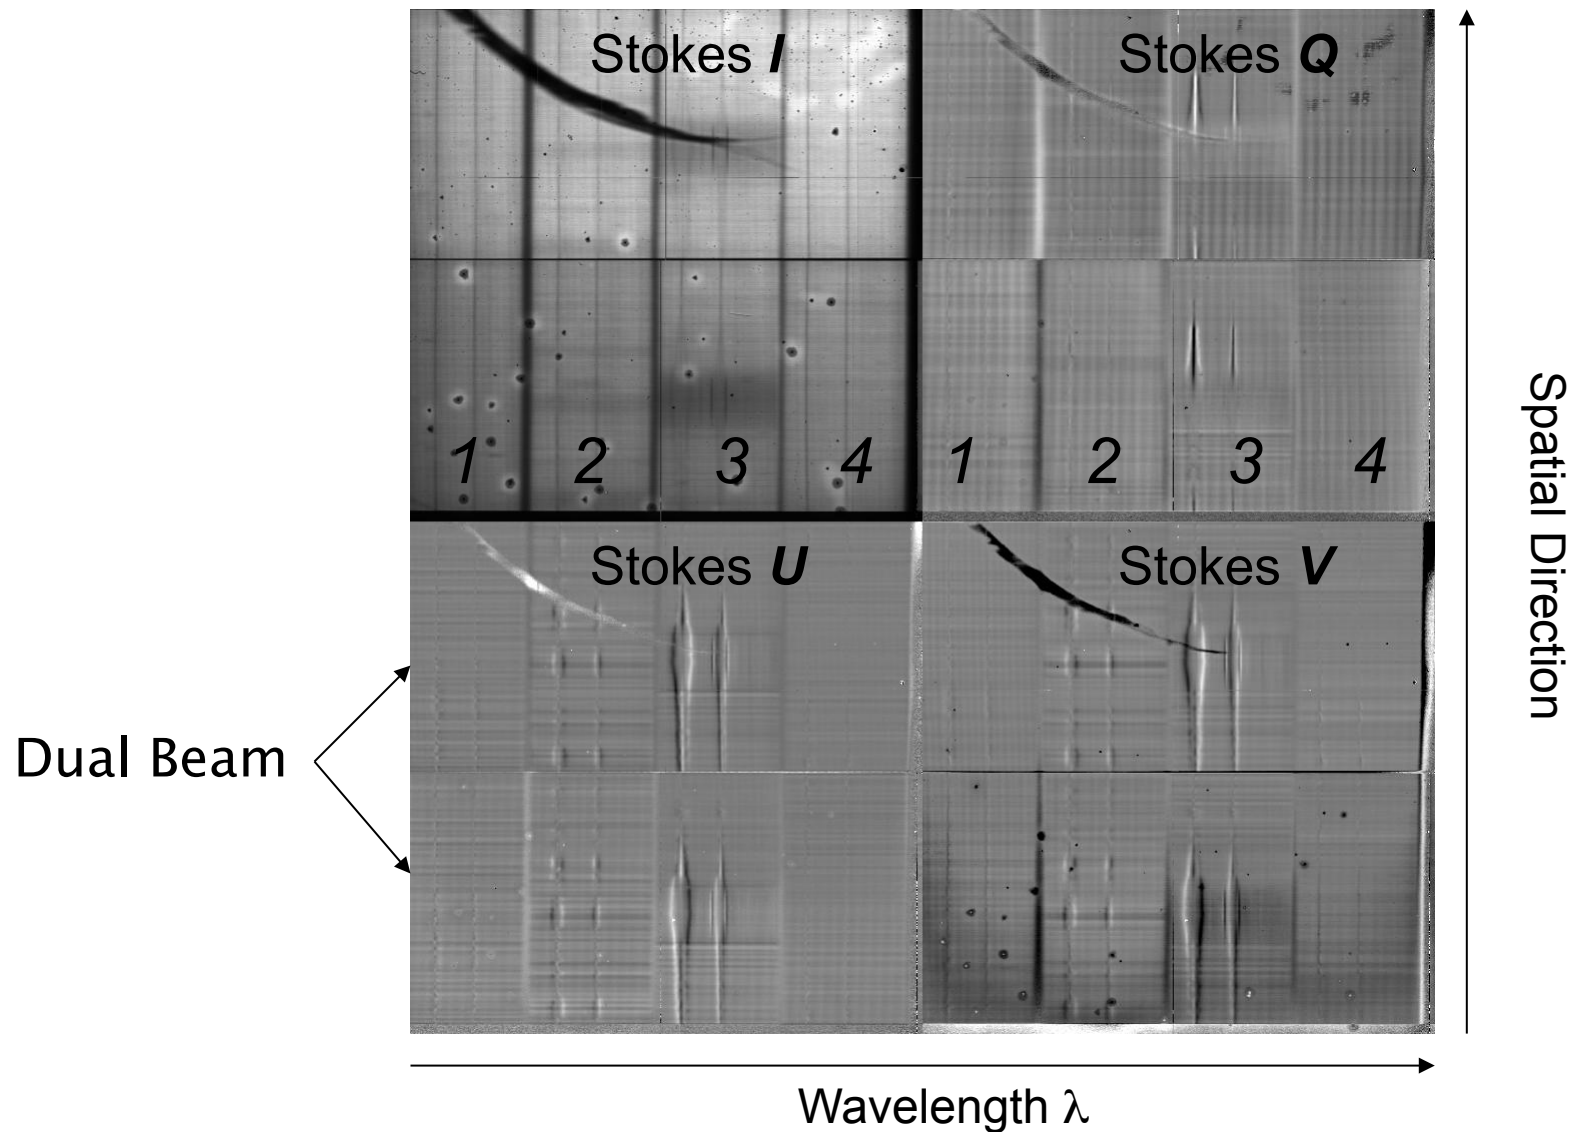 Stokes I
Stokes Q
1 2 3 4
1 2 3 4
Stokes U
Stokes V
Dual Beam
Spatial Direction
Wavelength λ